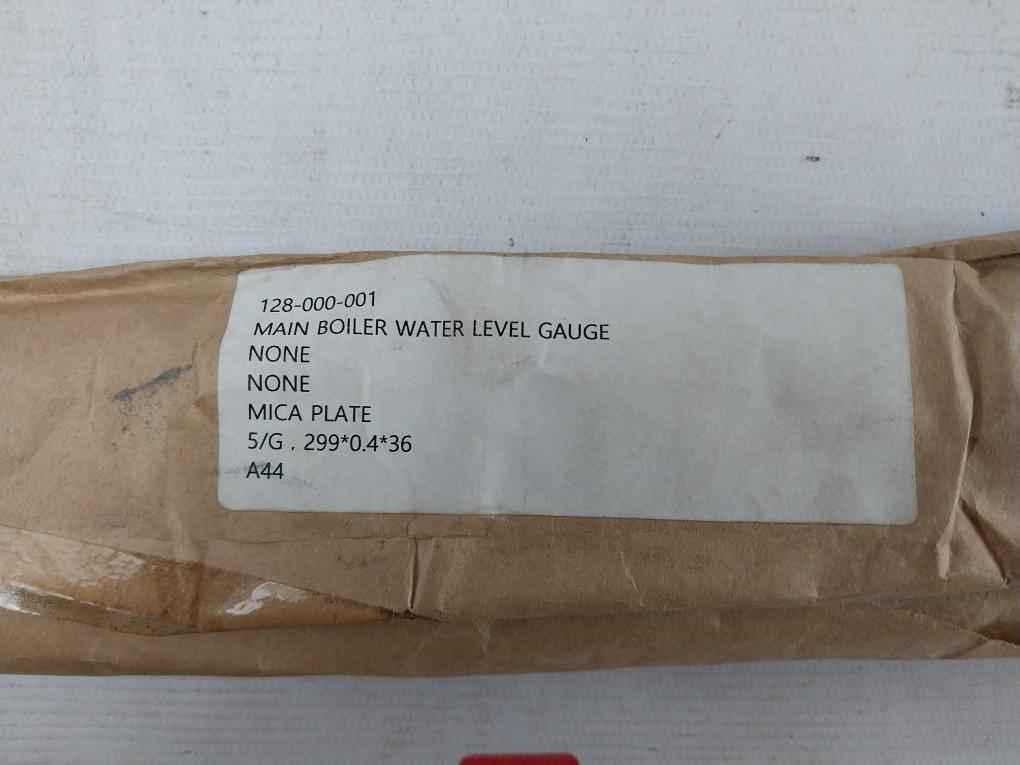 128-000-001
MAIN BOILER WATER LEVEL GAUGE
NONE
NONE
MICA PLATE
5/G . 299*0.4*36
A44